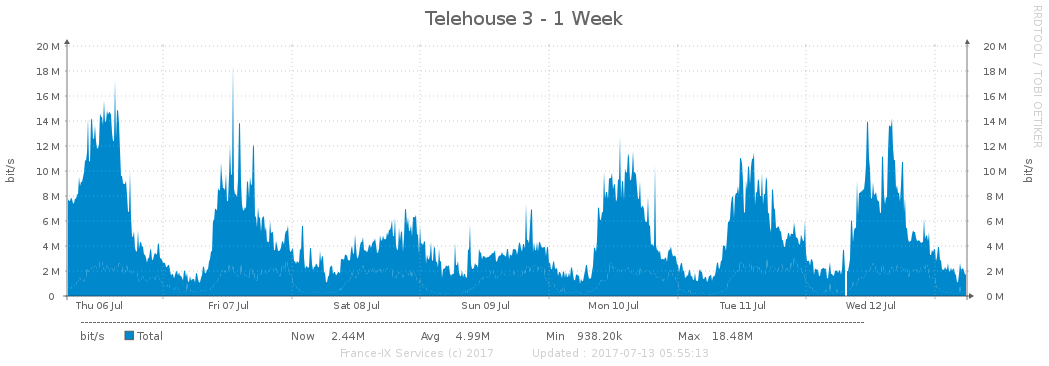 Telehouse 3 - 1 Week
RRDTOOL / TOBI OETIKER
bit/s
bit/s
20 M 20 M
18 M 18 M
16 M 16 M
14 M 14 M
12 M 12 M
10 M 10 M
8 M 8 M
6 M 6 M
4 M 4 M
2 M 2 M
0 0 M
Thu 06 Jul Fri 07 Jul Sat 08 Jul Sun 09 Jul Mon 10 Jul Tue 11 Jul Wed 12 Jul
bit/s Total Now 2.44M Avg 4.99M Min 938.20k Max 18.48M
France-IX Services (c) 2017 Updated : 2017-07-13 05:55:13